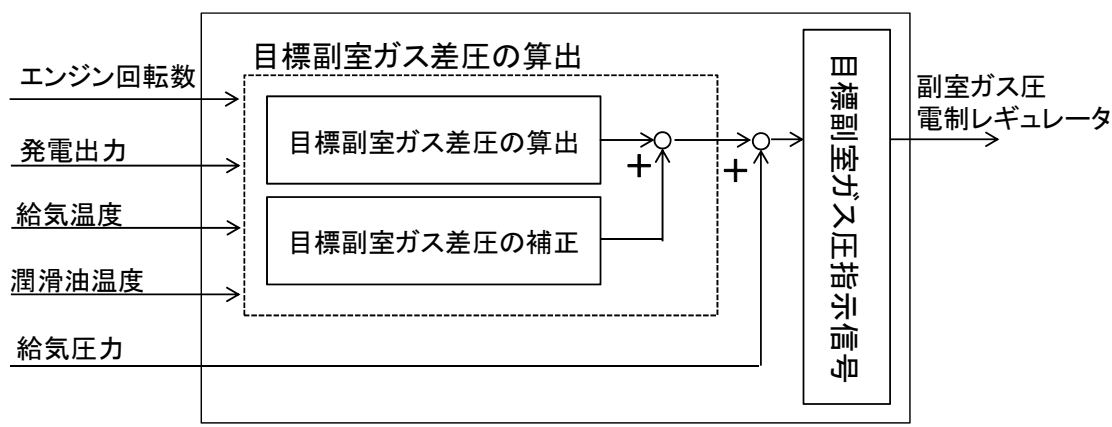 目標副室ガス差圧の算出
エンジン回転数
発電出力
給気温度
潤滑油温度
給気圧力
目標副室ガス差圧の算出
+
目標副室ガス差圧の補正
+
目標副室ガス圧指示信号
副室ガス圧
電制レギュレータ